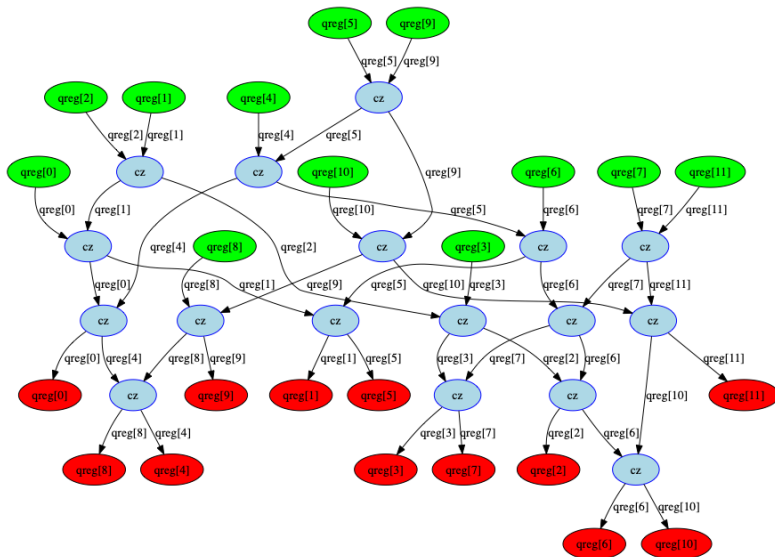 qreg[5] qreg[9]
qreg[5] qreg[9]
qreg[2] qreg[1] qreg[4] cz
qreg[2] qreg[1] qreg[4] qreg[5]
qreg[0] cz cz qreg[10] qreg[9] qreg[6] qreg[7] qreg[11]
qreg[0] qreg[1] qreg[10] qreg[5] qreg[6] qreg[7] qreg[11]
cz qreg[4] qreg[8] qreg[2] cz qreg[3] cz cz
qreg[0] qreg[8] qreg[1] qreg[9] qreg[5] qreg[10] qreg[3] qreg[6] qreg[7] qreg[11]
cz cz cz cz cz cz
qreg[0] qreg[4] qreg[8] qreg[9] qreg[1] qreg[5] qreg[3] qreg[7] qreg[2] qreg[6] qreg[11]
qreg[0] cz qreg[9] qreg[1] qreg[5] cz cz qreg[10] qreg[11]
qreg[8] qreg[4] qreg[3] qreg[7] qreg[2] qreg[6]
qreg[8] qreg[4] qreg[3] qreg[7] qreg[2] cz
qreg[6] qreg[10]
qreg[6] qreg[10]